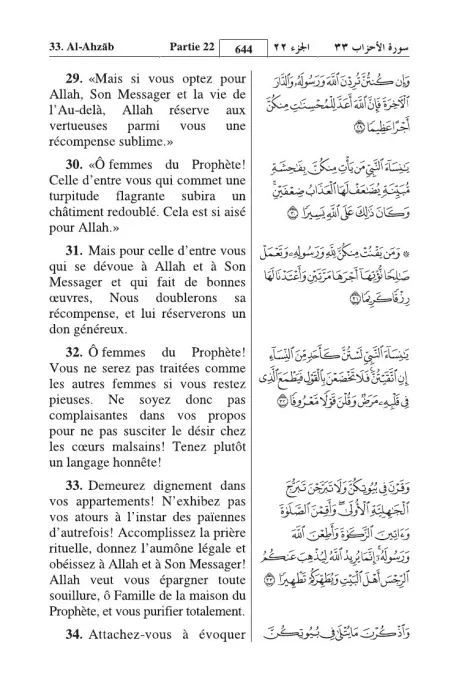 33. Al-Ahzâb Partie 22 644 الجزء ٢٢ سورة الأحزاب ٣٣
29. «Mais si vous optez pour
Allah, Son Messager et la vie de
l'Au-delà, Allah réserve aux
vertueuses parmi vous une
récompense sublime.»
30. «Ô femmes du Prophète!
Celle d'entre vous qui commet une
turpitude flagrante subira un
châtiment redoublé. Cela est si aisé
pour Allah.»
31. Mais pour celle d'entre vous
qui se dévoue à Allah et à Son
Messager et qui fait de bonnes
œuvres, Nous doublerons sa
récompense, et lui réserverons un
don généreux.
32. Ô femmes du Prophète!
Vous ne serez pas traitées comme
les autres femmes si vous restez
pieuses. Ne soyez donc pas
complaisantes dans vos propos
pour ne pas susciter le désir chez
les cœurs malsains! Tenez plutôt
un langage honnête!
33. Demeurez dignement dans
vos appartements! N'exhibez pas
vos atours à l'instar des païennes
d'autrefois! Accomplissez la prière
rituelle, donnez l'aumône légale et
obéissez à Allah et à Son Messager!
Allah veut vous épargner toute
souillure, ô Famille de la maison du
Prophète, et vous purifier totalement.
34. Attachez-vous à évoquer
وَإِن كُنتُنَّ تُرِدْنَ ٱللَّهَ وَرَسُولَهُۥ وَٱلدَّارَ
ٱلْءَاخِرَةَ فَإِنَّ ٱللَّهَ أَعَدَّ لِلْمُحْسِنَٰتِ مِنكُنَّ
أَجْرًا عَظِيمًا ٢٩
يَٰنِسَآءَ ٱلنَّبِىِّ مَن يَأْتِ مِنكُنَّ بِفَٰحِشَةٍ
مُّبَيِّنَةٍ يُضَٰعَفْ لَهَا ٱلْعَذَابُ ضِعْفَيْنِ ۚ
وَكَانَ ذَٰلِكَ عَلَى ٱللَّهِ يَسِيرًا ٣٠
۞ وَمَن يَقْنُتْ مِنكُنَّ لِلَّهِ وَرَسُولِهِۦ وَتَعْمَلْ
صَٰلِحًا نُّؤْتِهَآ أَجْرَهَا مَرَّتَيْنِ وَأَعْتَدْنَا لَهَا
رِزْقًا كَرِيمًا ٣١
يَٰنِسَآءَ ٱلنَّبِىِّ لَسْتُنَّ كَأَحَدٍ مِّنَ ٱلنِّسَآءِ ۚ
إِنِ ٱتَّقَيْتُنَّ فَلَا تَخْضَعْنَ بِٱلْقَوْلِ فَيَطْمَعَ ٱلَّذِى
فِى قَلْبِهِۦ مَرَضٌ وَقُلْنَ قَوْلًا مَّعْرُوفًا ٣٢
وَقَرْنَ فِى بُيُوتِكُنَّ وَلَا تَبَرَّجْنَ تَبَرُّجَ
ٱلْجَٰهِلِيَّةِ ٱلْأُولَىٰ ۖ وَأَقِمْنَ ٱلصَّلَوٰةَ
وَءَاتِينَ ٱلزَّكَوٰةَ وَأَطِعْنَ ٱللَّهَ
وَرَسُولَهُۥٓ ۚ إِنَّمَا يُرِيدُ ٱللَّهُ لِيُذْهِبَ عَنكُمُ
ٱلرِّجْسَ أَهْلَ ٱلْبَيْتِ وَيُطَهِّرَكُمْ تَطْهِيرًا ٣٣
وَٱذْكُرْنَ مَا يُتْلَىٰ فِى بُيُوتِكُنَّ